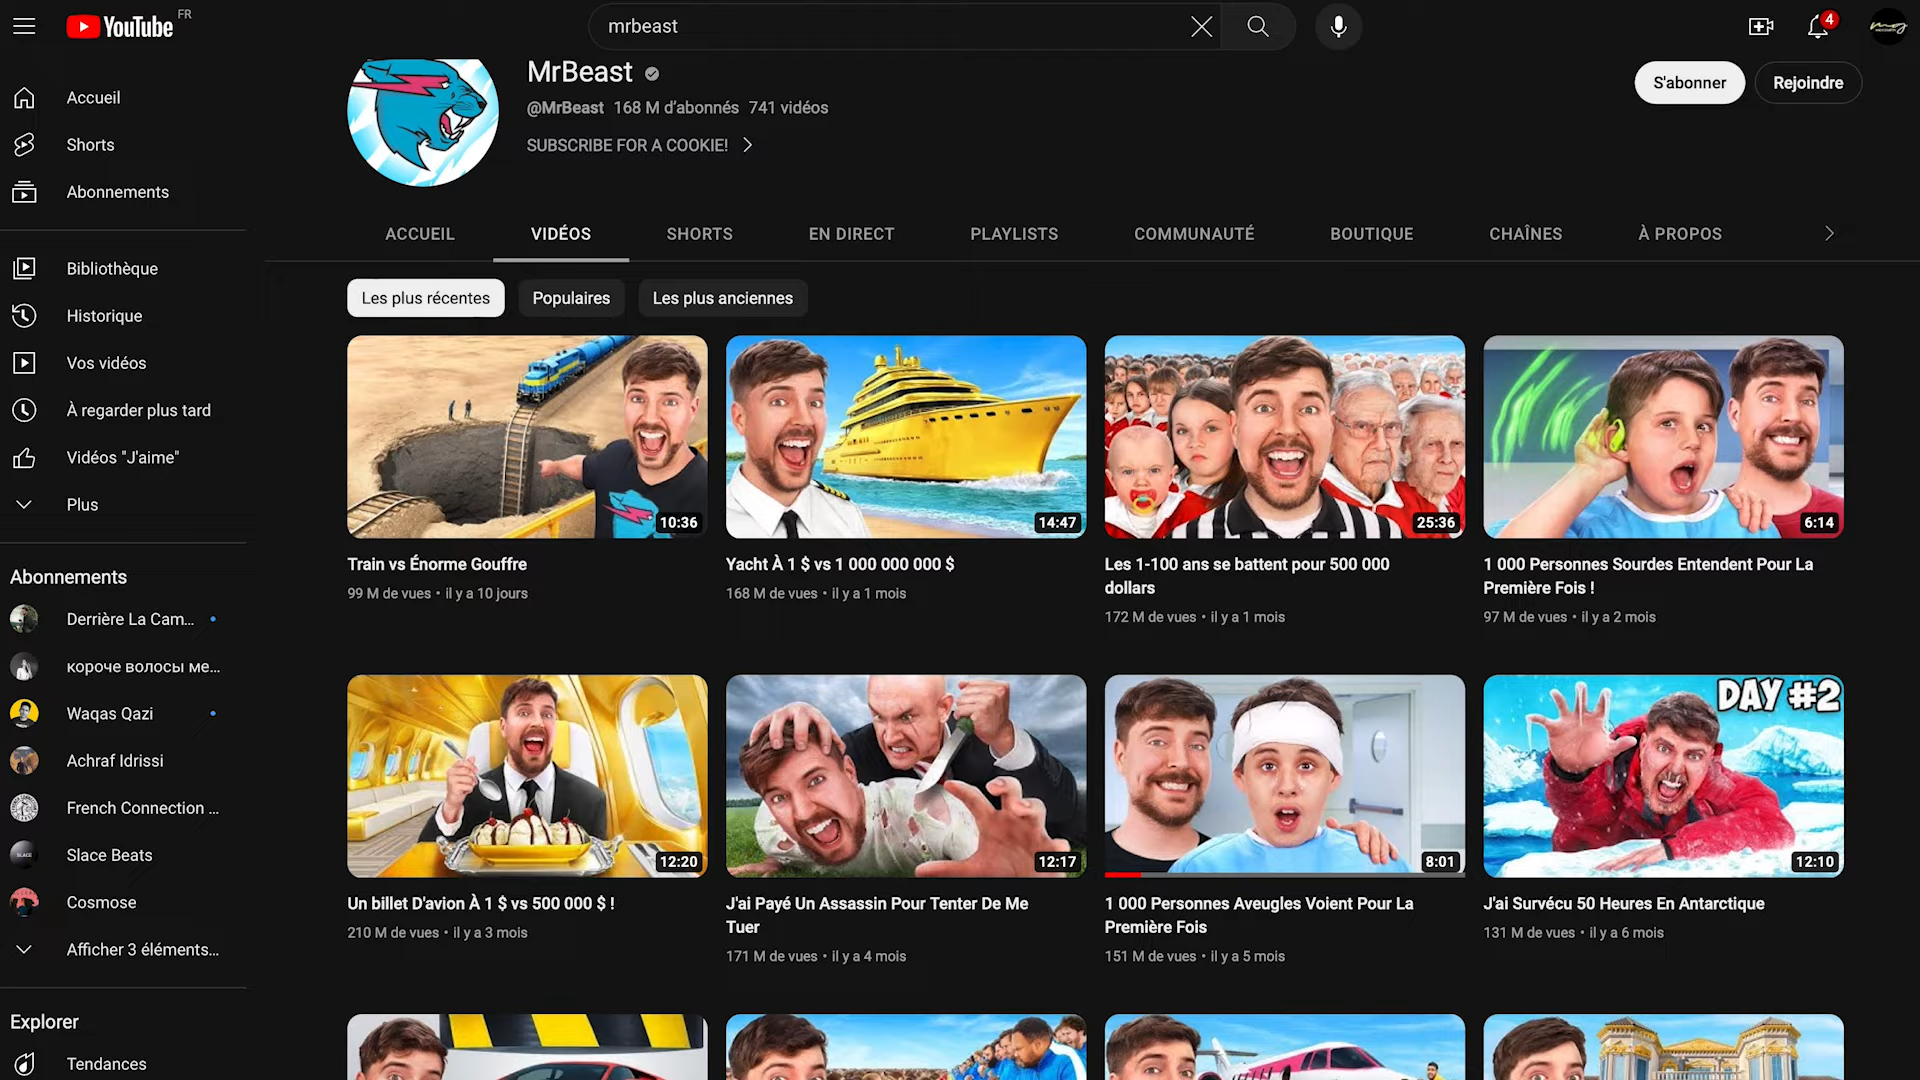 YouTube FR
mrbeast
4
Accueil
Shorts
Abonnements
Bibliothèque
Historique
Vos vidéos
À regarder plus tard
Vidéos "J'aime"
Plus
Abonnements
Derrière La Cam...
короче волосы ме...
Waqas Qazi
Achraf Idrissi
French Connection ...
SLACE
Slace Beats
Cosmose
Afficher 3 éléments...
Explorer
Tendances
MrBeast
@MrBeast 168 M d'abonnés 741 vidéos
SUBSCRIBE FOR A COOKIE!
S'abonner
Rejoindre
ACCUEIL VIDÉOS SHORTS EN DIRECT PLAYLISTS COMMUNAUTÉ BOUTIQUE CHAÎNES À PROPOS
Les plus récentes Populaires Les plus anciennes
10:36
Train vs Énorme Gouffre
99 M de vues • il y a 10 jours
14:47
Yacht À 1 $ vs 1 000 000 000 $
168 M de vues • il y a 1 mois
25:36
Les 1-100 ans se battent pour 500 000
dollars
172 M de vues • il y a 1 mois
6:14
1 000 Personnes Sourdes Entendent Pour La
Première Fois !
97 M de vues • il y a 2 mois
12:20
Un billet D'avion À 1 $ vs 500 000 $ !
210 M de vues • il y a 3 mois
12:17
J'ai Payé Un Assassin Pour Tenter De Me
Tuer
171 M de vues • il y a 4 mois
8:01
1 000 Personnes Aveugles Voient Pour La
Première Fois
151 M de vues • il y a 5 mois
DAY #2
12:10
J'ai Survécu 50 Heures En Antarctique
131 M de vues • il y a 6 mois